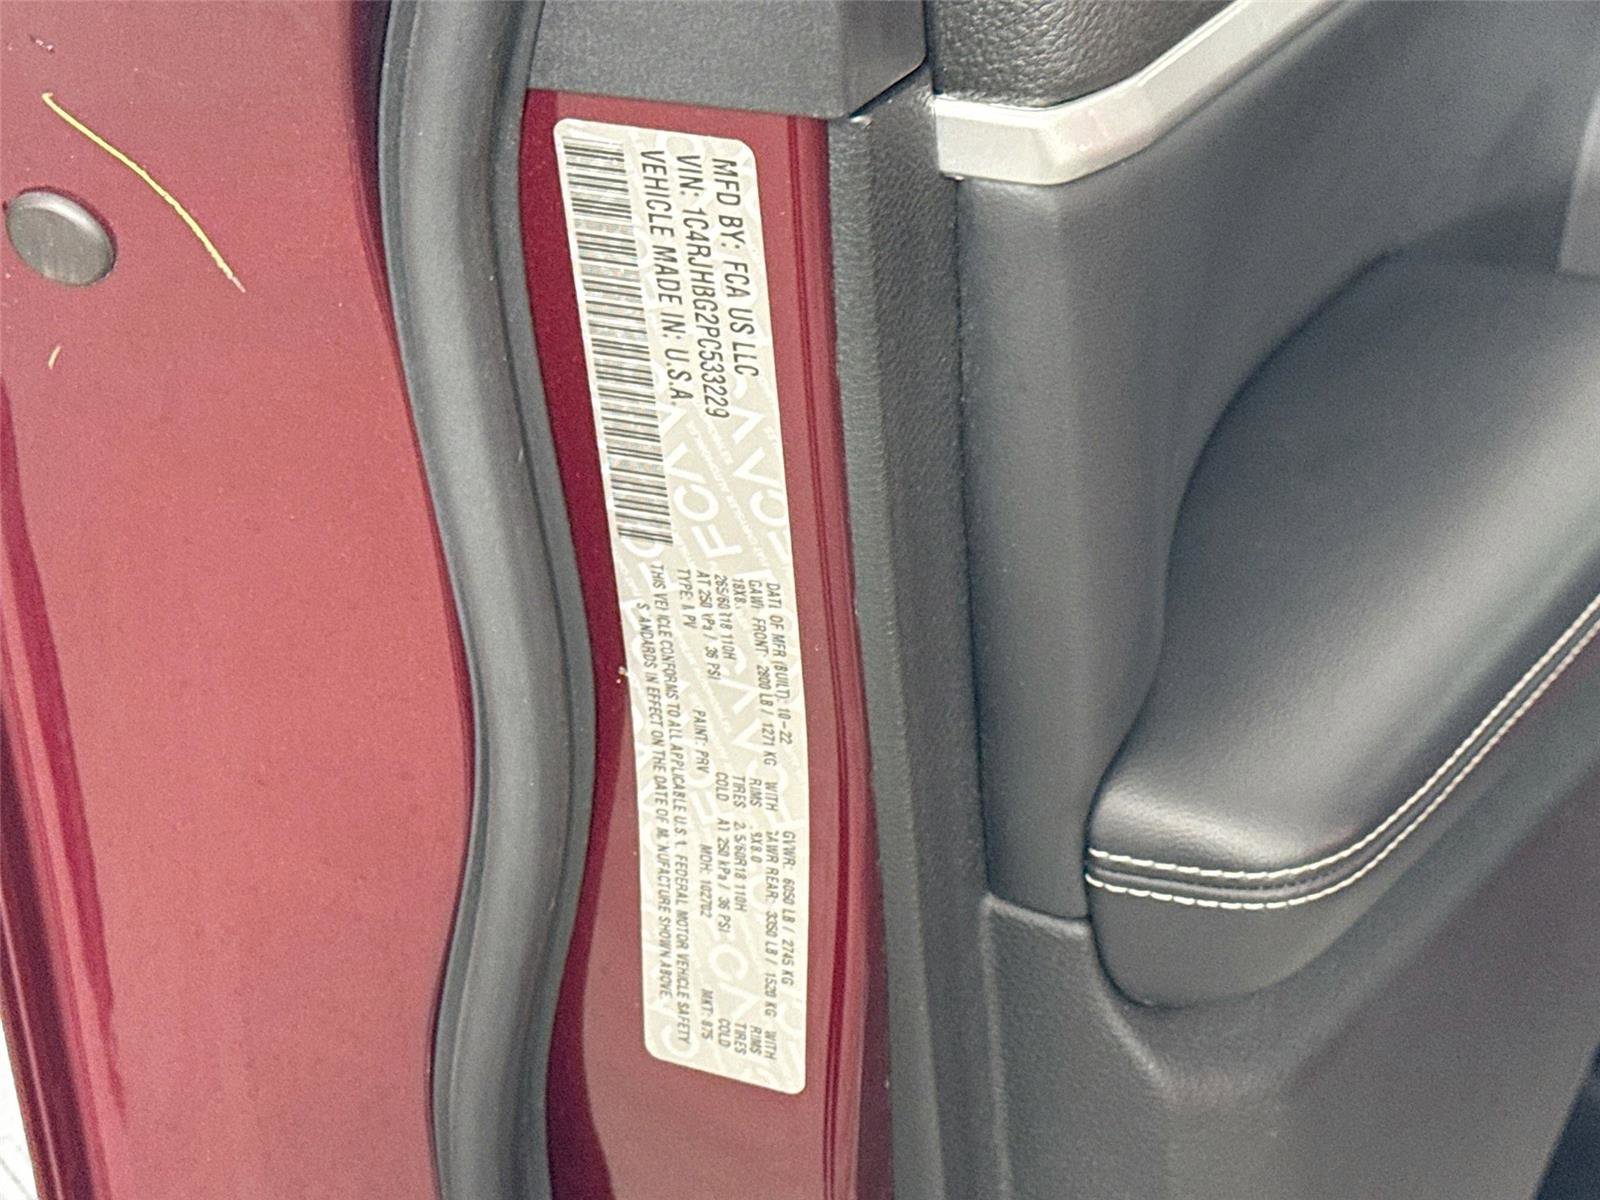 MFD BY: FCA US LLC
VIN: 1C4RJHBG2PC533229
VEHICLE MADE IN: U.S.A.
DATE OF MFR (BUILT): 10-22 GVWR: 6050 LB / 2745 KG
GAWR FRONT: 2800 LB / 1271 KG WITH GAWR REAR: 3350 LB / 1520 KG WITH
18X8. RIMS 8X8.0 RIMS
265/60R18 110H TIRES 265/60R18 110H TIRES
AT 250 kPa / 36 PSI COLD AT 250 kPa / 36 PSI COLD
TYPE: MPV PAINT: PRV MDH: 102702 MKT: 875
THIS VEHICLE CONFORMS TO ALL APPLICABLE U.S.A. FEDERAL MOTOR VEHICLE SAFETY
STANDARDS IN EFFECT ON THE DATE OF MANUFACTURE SHOWN ABOVE.